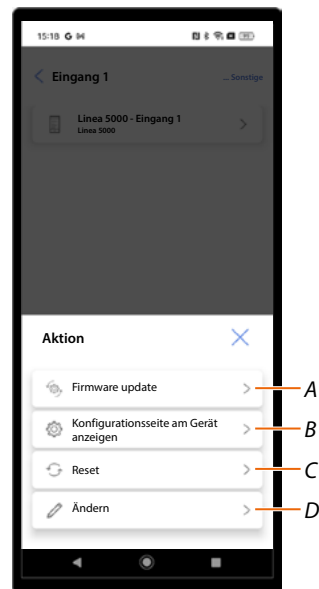 15:18 G M
Eingang 1
... Sonstige
Linea 5000 - Eingang 1
Linea 5000
Aktion
Firmware update
A
Konfigurationsseite am Gerät
anzeigen
B
Reset
C
Ändern
D